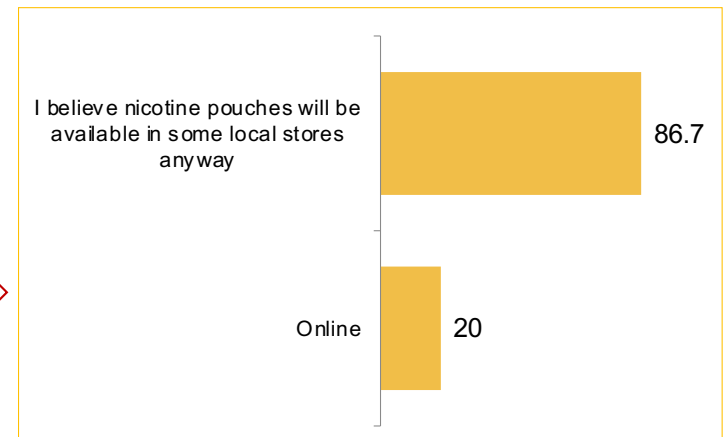 I believe nicotine pouches will be
available in some local stores
anyway
86.7
Online
20